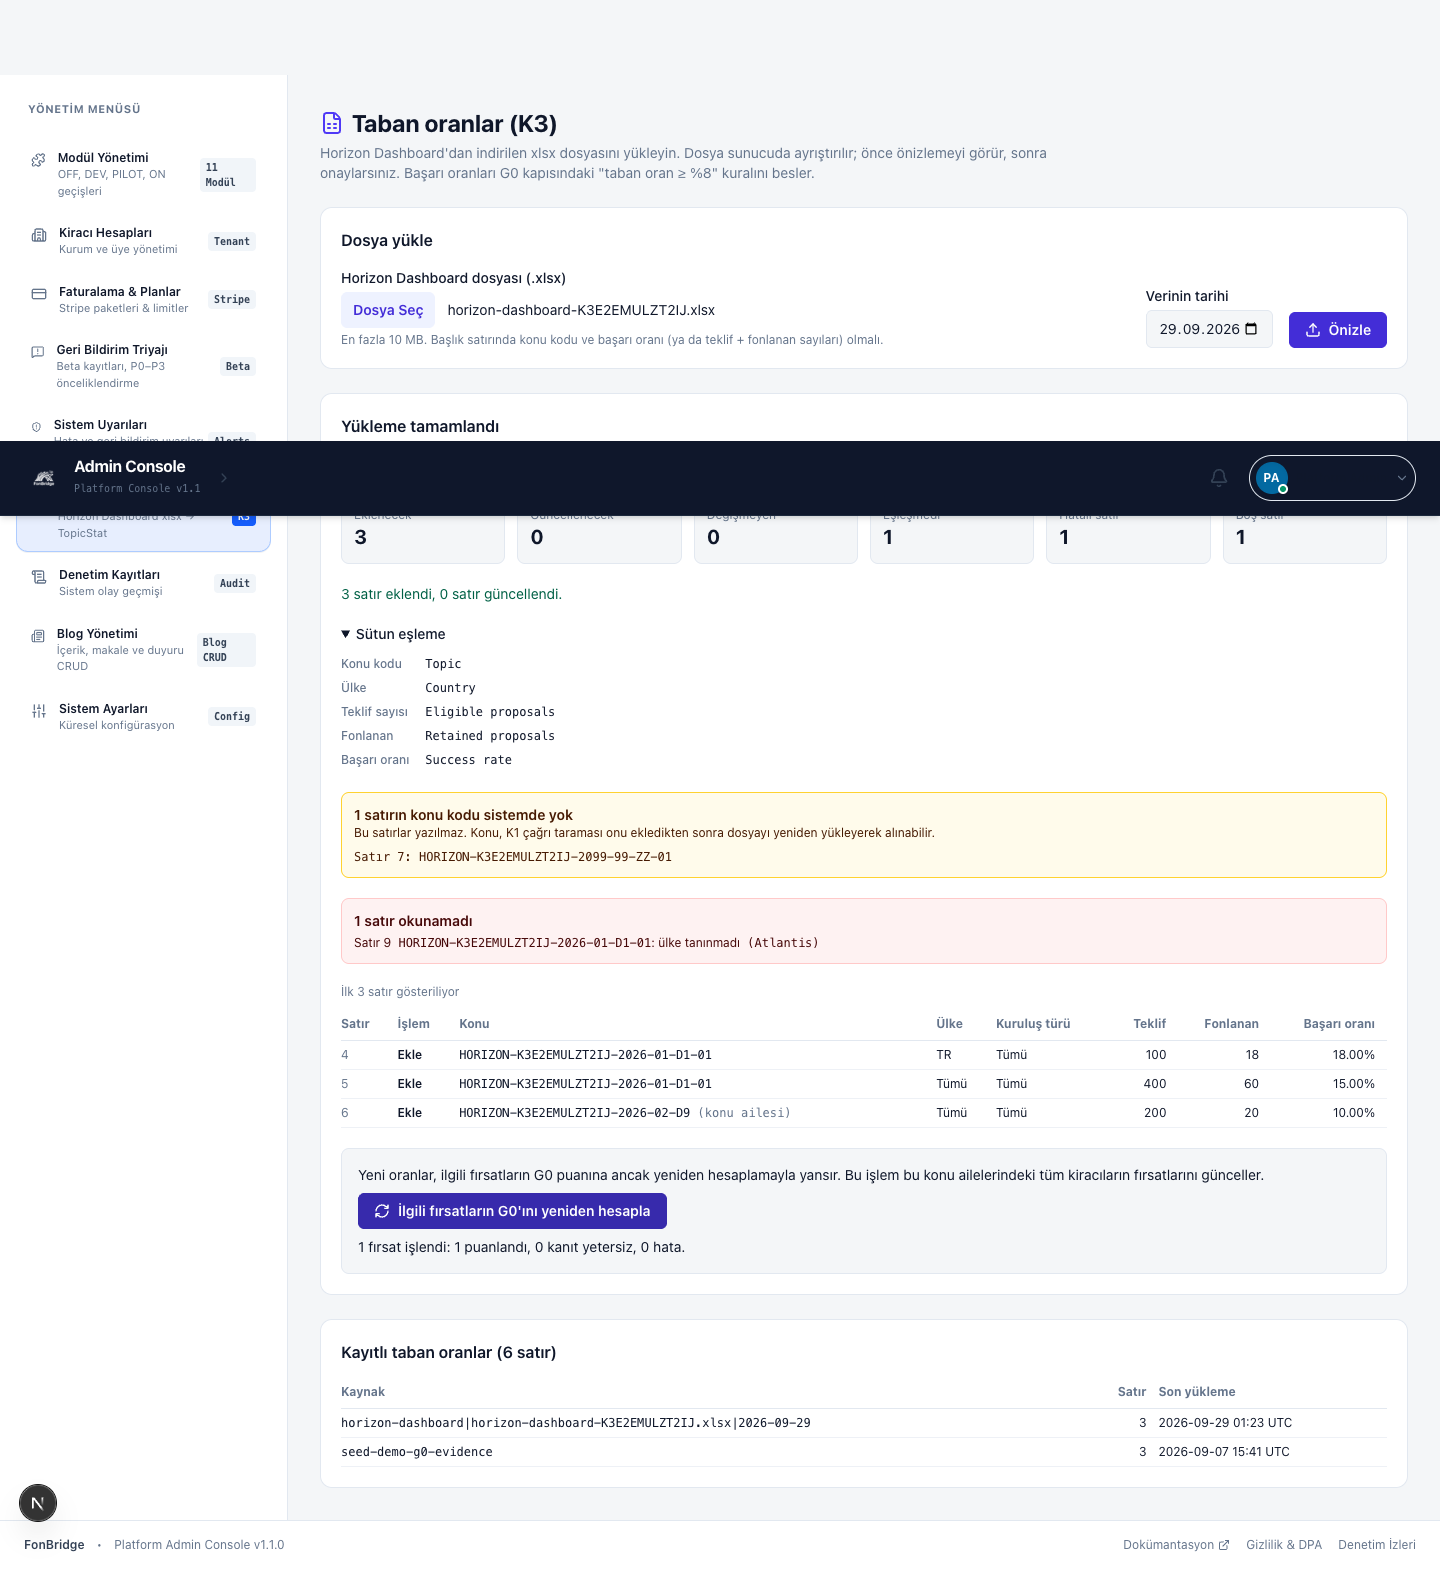 YÖNETİM MENÜSÜ
Modül Yönetimi
OFF, DEV, PILOT, ON
geçişleri
11
Modül
Kiracı Hesapları
Kurum ve üye yönetimi
Tenant
Faturalama & Planlar
Stripe paketleri & limitler
Stripe
Geri Bildirim Triyajı
Beta kayıtları, P0–P3
önceliklendirme
Beta
Sistem Uyarıları
Hata ve geri bildirim uyarıları
Alerts
Admin Console
Platform Console v1.1
PA
Horizon Dashboard xlsx →
TopicStat
K3
Denetim Kayıtları
Sistem olay geçmişi
Audit
Blog Yönetimi
İçerik, makale ve duyuru
CRUD
Blog
CRUD
Sistem Ayarları
Küresel konfigürasyon
Config
Taban oranlar (K3)
Horizon Dashboard'dan indirilen xlsx dosyasını yükleyin. Dosya sunucuda ayrıştırılır; önce önizlemeyi görür, sonra
onaylarsınız. Başarı oranları G0 kapısındaki "taban oran ≥ %8" kuralını besler.
Dosya yükle
Horizon Dashboard dosyası (.xlsx)
Dosya Seç horizon-dashboard-K3E2EMULZT2IJ.xlsx
En fazla 10 MB. Başlık satırında konu kodu ve başarı oranı (ya da teklif + fonlanan sayıları) olmalı.
Verinin tarihi
29.09.2026
Önizle
Yükleme tamamlandı
Eklenecek Güncellenecek Değişmeyen Eşleşmedi Hatalı satır Boş satır
3 0 0 1 1 1
3 satır eklendi, 0 satır güncellendi.
▼ Sütun eşleme
Konu kodu Topic
Ülke Country
Teklif sayısı Eligible proposals
Fonlanan Retained proposals
Başarı oranı Success rate
1 satırın konu kodu sistemde yok
Bu satırlar yazılmaz. Konu, K1 çağrı taraması onu ekledikten sonra dosyayı yeniden yükleyerek alınabilir.
Satır 7: HORIZON-K3E2EMULZT2IJ-2099-99-ZZ-01
1 satır okunamadı
Satır 9 HORIZON-K3E2EMULZT2IJ-2026-01-D1-01: ülke tanınmadı (Atlantis)
İlk 3 satır gösteriliyor
Satır İşlem Konu Ülke Kuruluş türü Teklif Fonlanan Başarı oranı
4 Ekle HORIZON-K3E2EMULZT2IJ-2026-01-D1-01 TR Tümü 100 18 18.00%
5 Ekle HORIZON-K3E2EMULZT2IJ-2026-01-D1-01 Tümü Tümü 400 60 15.00%
6 Ekle HORIZON-K3E2EMULZT2IJ-2026-02-D9 (konu ailesi) Tümü Tümü 200 20 10.00%
Yeni oranlar, ilgili fırsatların G0 puanına ancak yeniden hesaplamayla yansır. Bu işlem bu konu ailelerindeki tüm kiracıların fırsatlarını günceller.
İlgili fırsatların G0'ını yeniden hesapla
1 fırsat işlendi: 1 puanlandı, 0 kanıt yetersiz, 0 hata.
Kayıtlı taban oranlar (6 satır)
Kaynak Satır Son yükleme
horizon-dashboard|horizon-dashboard-K3E2EMULZT2IJ.xlsx|2026-09-29 3 2026-09-29 01:23 UTC
seed-demo-g0-evidence 3 2026-09-07 15:41 UTC
N
FonBridge • Platform Admin Console v1.1.0
Dokümantasyon Gizlilik & DPA Denetim İzleri